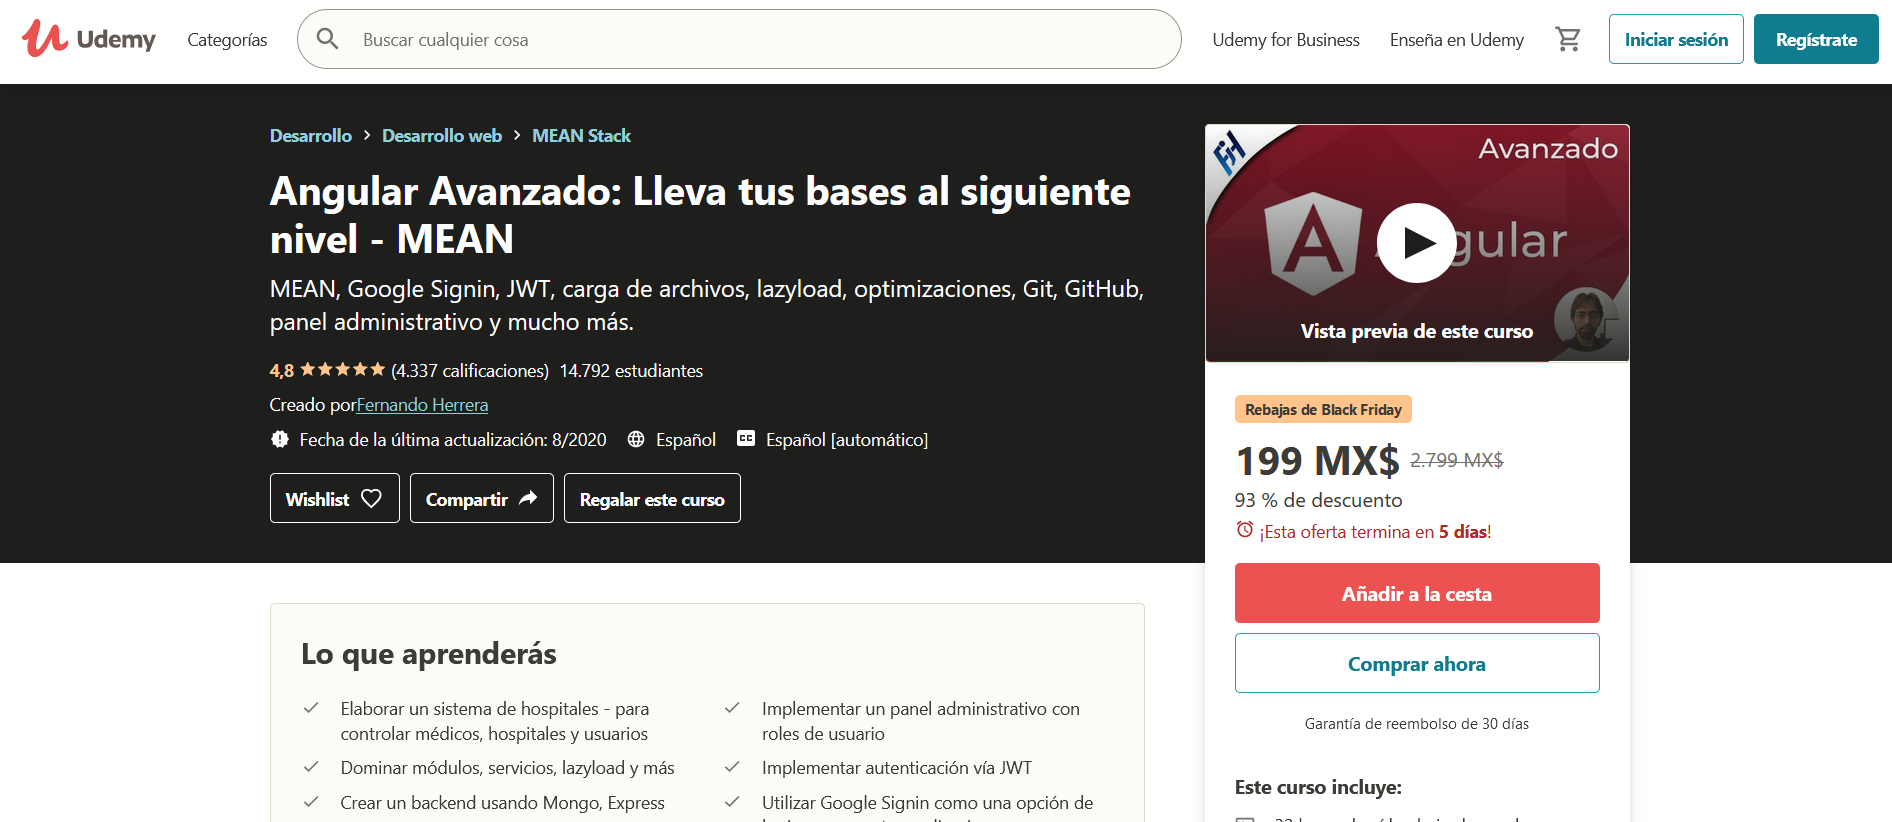 Udemy
Categorías
Buscar cualquier cosa
Udemy for Business
Enseña en Udemy
Iniciar sesión
Regístrate
Desarrollo > Desarrollo web > MEAN Stack
Angular Avanzado: Lleva tus bases al siguiente
nivel - MEAN
MEAN, Google Signin, JWT, carga de archivos, lazyload, optimizaciones, Git, GitHub,
panel administrativo y mucho más.
4,8 (4.337 calificaciones) 14.792 estudiantes
Creado porFernando Herrera
Fecha de la última actualización: 8/2020 Español CC Español [automático]
Wishlist
Compartir
Regalar este curso
Avanzado
Vista previa de este curso
Rebajas de Black Friday
199 MX$ 2.799 MX$
93 % de descuento
¡Esta oferta termina en 5 días!
Añadir a la cesta
Comprar ahora
Garantía de reembolso de 30 días
Este curso incluye:
Lo que aprenderás
Elaborar un sistema de hospitales - para
controlar médicos, hospitales y usuarios
Dominar módulos, servicios, lazyload y más
Crear un backend usando Mongo, Express
Implementar un panel administrativo con
roles de usuario
Implementar autenticación vía JWT
Utilizar Google Signin como una opción de